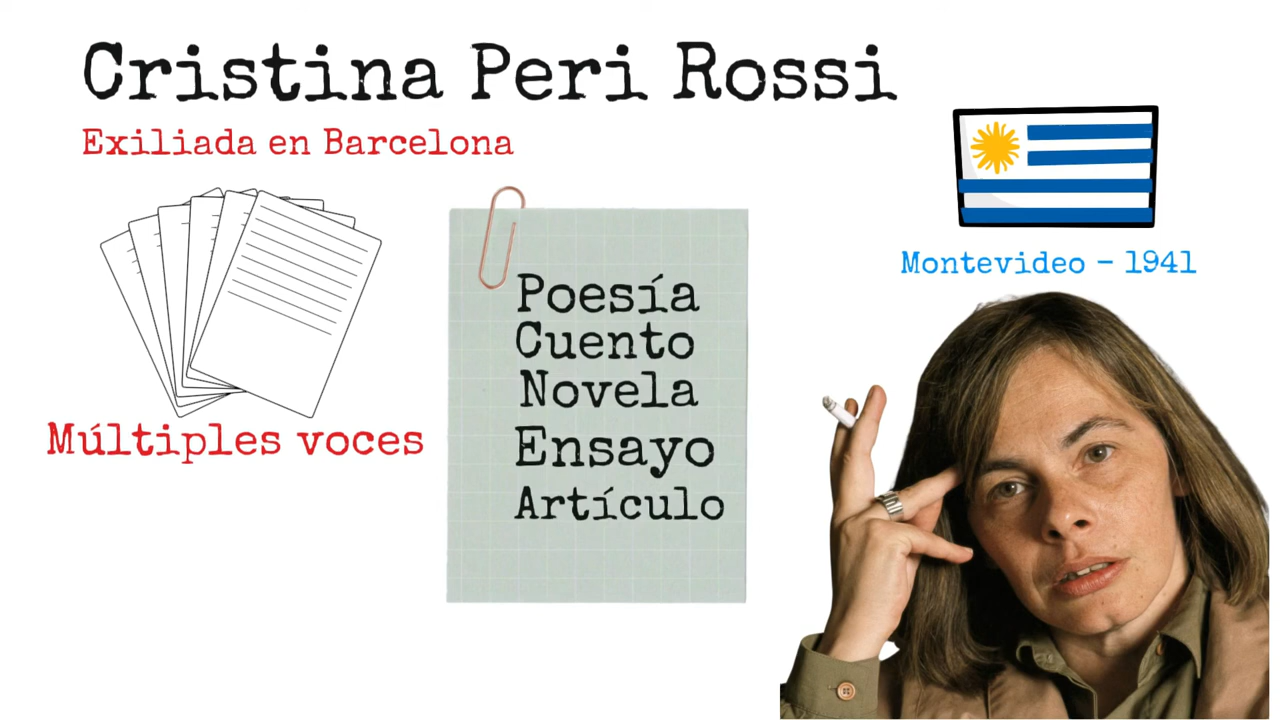 Cristina Peri Rossi
Exiliada en Barcelona
Múltiples voces
Poesía
Cuento
Novela
Ensayo
Artículo
Montevideo - 1941